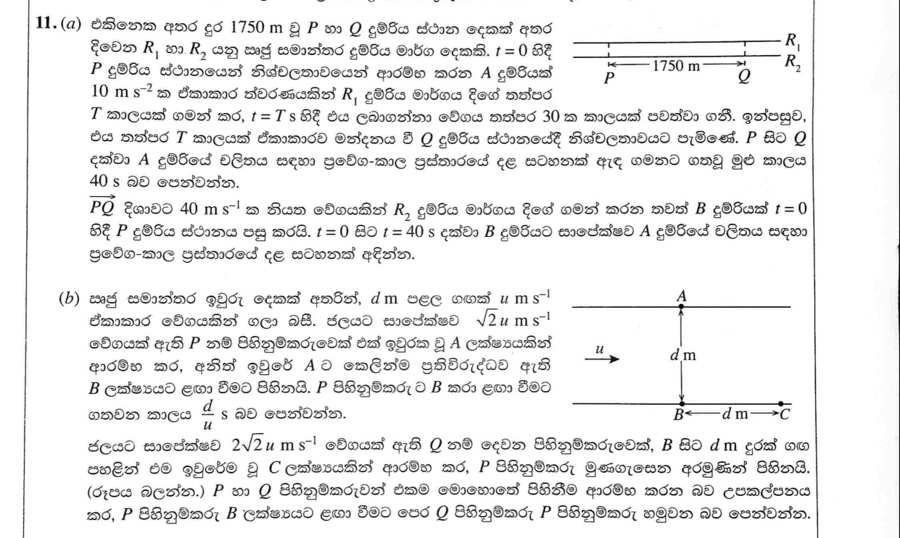 11. (a) එකිනෙක අතර දුර 1750 m වූ P හා Q දුම්රිය ස්ථාන දෙකක් අතර
දිවෙන R₁ හා R₂ යනු සෘජු සමාන්තර දුම්රිය මාර්ග දෙකකි. t = 0 හිදී
P දුම්රිය ස්ථානයෙන් නිශ්චලතාවයෙන් ආරම්භ කරන A දුම්රියක්
10 m s⁻² ක ඒකාකාර ත්වරණයකින් R₁ දුම්රිය මාර්ගය දිගේ තත්පර
T කාලයක් ගමන් කර, t = T s හිදී එය ලබාගන්නා වේගය තත්පර 30 ක කාලයක් පවත්වා ගනී. ඉන්පසුව,
එය තත්පර T කාලයක් ඒකාකාරව මන්දනය වී Q දුම්රිය ස්ථානයේදී නිශ්චලතාවයට පැමිණේ. P සිට Q
දක්වා A දුම්රියේ චලිතය සඳහා ප්‍රවේග-කාල ප්‍රස්තාරයේ දළ සටහනක් ඇඳ ගමනට ගතවූ මුළු කාලය
40 s බව පෙන්වන්න.
PQ දිශාවට 40 m s⁻¹ ක නියත වේගයකින් R₂ දුම්රිය මාර්ගය දිගේ ගමන් කරන තවත් B දුම්රියක් t = 0
හිදී P දුම්රිය ස්ථානය පසු කරයි. t = 0 සිට t = 40 s දක්වා B දුම්රියට සාපේක්ෂව A දුම්රියේ චලිතය සඳහා
ප්‍රවේග-කාල ප්‍රස්තාරයේ දළ සටහනක් අඳින්න.
R₁
R₂
1750 m
P
Q
(b) සෘජු සමාන්තර ඉවුරු දෙකක් අතරින්, d m පළල ගඟක් u m s⁻¹
ඒකාකාර වේගයකින් ගලා බසී. ජලයට සාපේක්ෂව √2 u m s⁻¹
වේගයක් ඇති P නම් පිහිනුම්කරුවෙක් එක් ඉවුරක වූ A ලක්ෂ්‍යයකින්
ආරම්භ කර, අනිත් ඉවුරේ A ට කෙලින්ම ප්‍රතිවිරුද්ධව ඇති
B ලක්ෂ්‍යයට ළඟා වීමට පිහිනයි. P පිහිනුම්කරු ට B කරා ළඟා වීමට
ගතවන කාලය d/u s බව පෙන්වන්න.
A
u
d m
B
d m
C
ජලයට සාපේක්ෂව 2√2 u m s⁻¹ වේගයක් ඇති Q නම් දෙවන පිහිනුම්කරුවෙක්, B සිට d m දුරක් ගඟ
පහළින් එම ඉවුරේම වූ C ලක්ෂ්‍යයකින් ආරම්භ කර, P පිහිනුම්කරු මුණගැසෙන අරමුණින් පිහිනයි.
(රූපය බලන්න.) P හා Q පිහිනුම්කරුවන් එකම මොහොතේ පිහිනීම ආරම්භ කරන බව උපකල්පනය
කර, P පිහිනුම්කරු B ලක්ෂ්‍යයට ළඟා වීමට පෙර Q පිහිනුම්කරු P පිහිනුම්කරු හමුවන බව පෙන්වන්න.